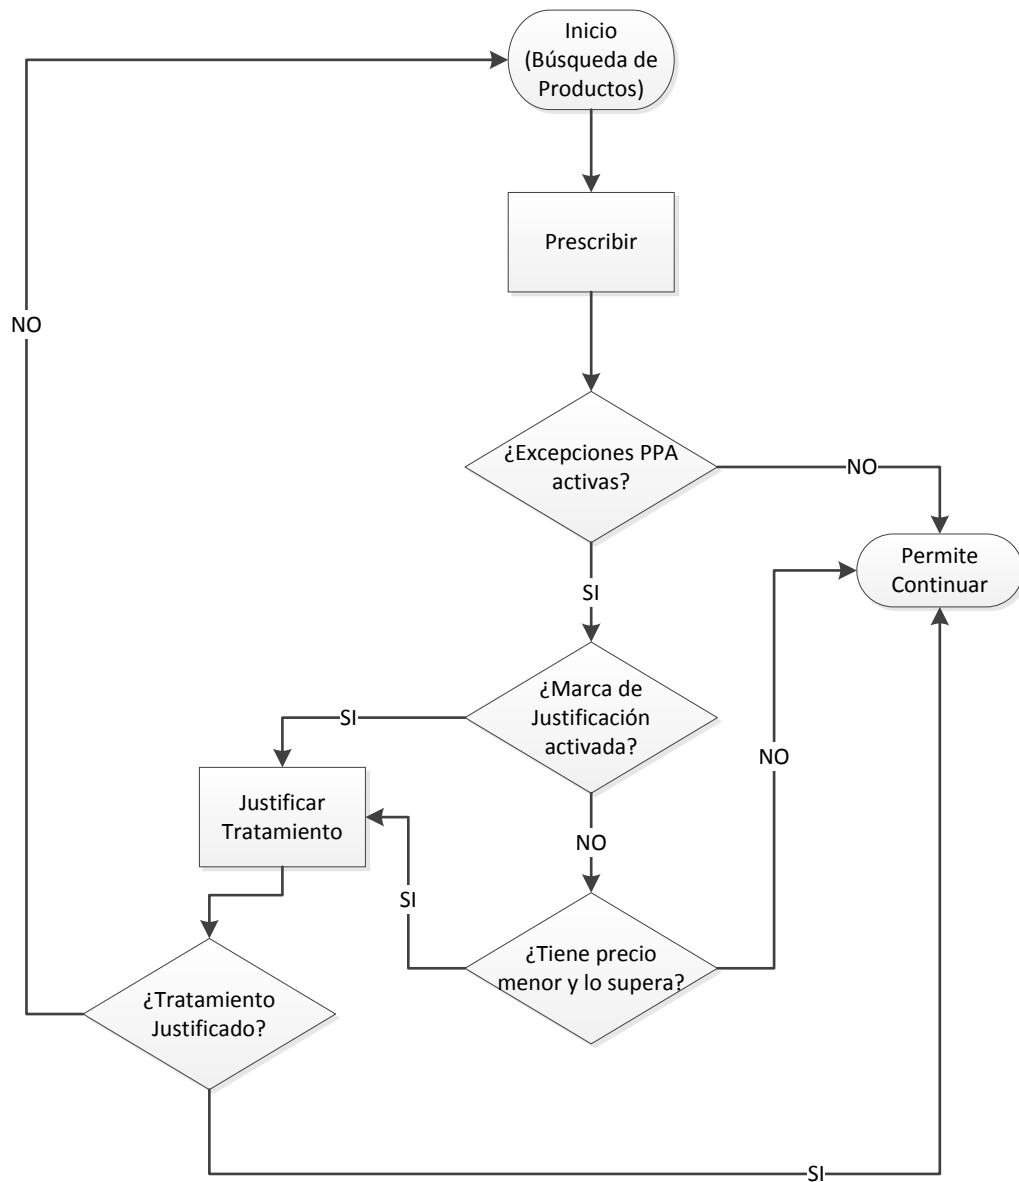 Inicio
(Búsqueda de
Productos)
Prescribir
NO
¿Excepciones PPA
activas?
NO
Permite
Continuar
SI
¿Marca de
Justificación
activada?
SI
NO
Justificar
Tratamiento
NO
SI
¿Tiene precio
menor y lo supera?
¿Tratamiento
Justificado?
SI